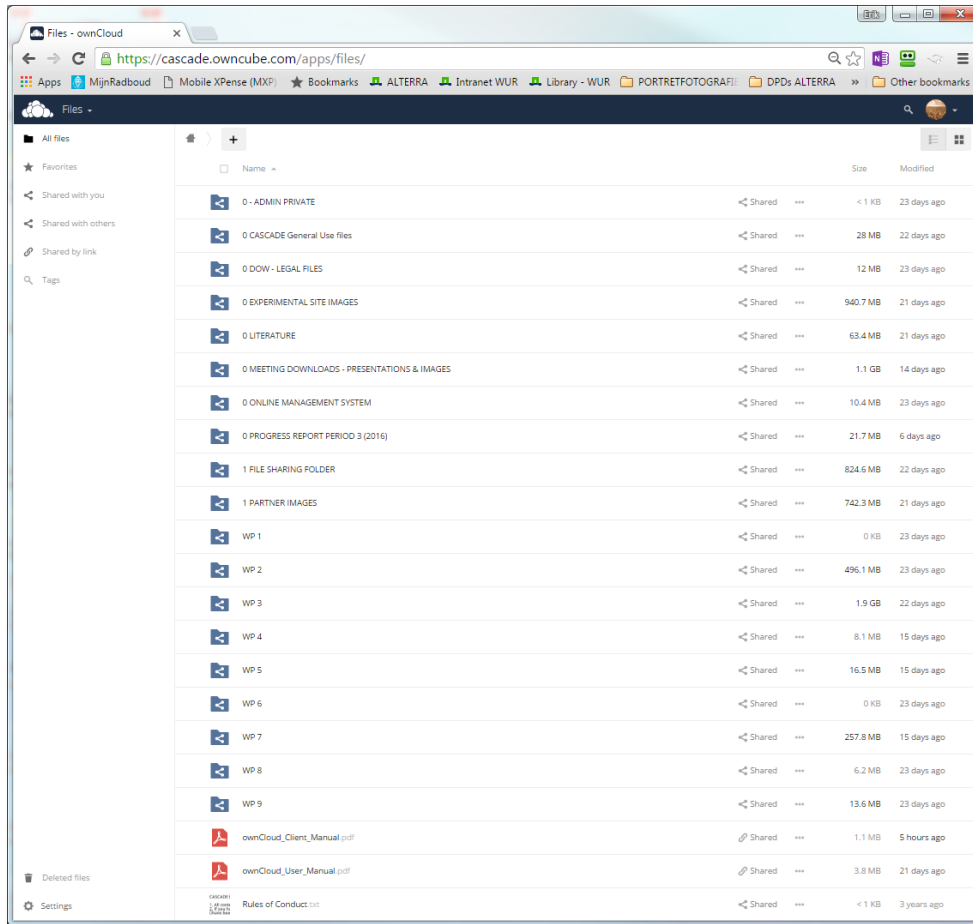 Erik
Files - ownCloud
https://cascade.owncube.com/apps/files/
Apps MijnRadboud Mobile XPense (MXP) Bookmarks ALTERRA Intranet WUR Library - WUR PORTRETFOTOGRAFIE DPDs ALTERRA » Other bookmarks
Files
All files
Favorites
Shared with you
Shared with others
Shared by link
Tags
Name Size Modified
0 - ADMIN PRIVATE Shared < 1 KB 23 days ago
0 CASCADE General Use files Shared 28 MB 22 days ago
0 DOW - LEGAL FILES Shared 12 MB 23 days ago
0 EXPERIMENTAL SITE IMAGES Shared 940.7 MB 21 days ago
0 LITERATURE Shared 63.4 MB 21 days ago
0 MEETING DOWNLOADS - PRESENTATIONS & IMAGES Shared 1.1 GB 14 days ago
0 ONLINE MANAGEMENT SYSTEM Shared 10.4 MB 23 days ago
0 PROGRESS REPORT PERIOD 3 (2016) Shared 21.7 MB 6 days ago
1 FILE SHARING FOLDER Shared 824.6 MB 22 days ago
1 PARTNER IMAGES Shared 742.3 MB 21 days ago
WP 1 Shared 0 KB 23 days ago
WP 2 Shared 496.1 MB 23 days ago
WP 3 Shared 1.9 GB 22 days ago
WP 4 Shared 8.1 MB 15 days ago
WP 5 Shared 16.5 MB 15 days ago
WP 6 Shared 0 KB 23 days ago
WP 7 Shared 257.8 MB 15 days ago
WP 8 Shared 6.2 MB 23 days ago
WP 9 Shared 13.6 MB 23 days ago
ownCloud_Client_Manual.pdf Shared 1.1 MB 5 hours ago
ownCloud_User_Manual.pdf Shared 3.8 MB 21 days ago
Rules of Conduct.txt Shared < 1 KB 3 years ago
Deleted files
Settings